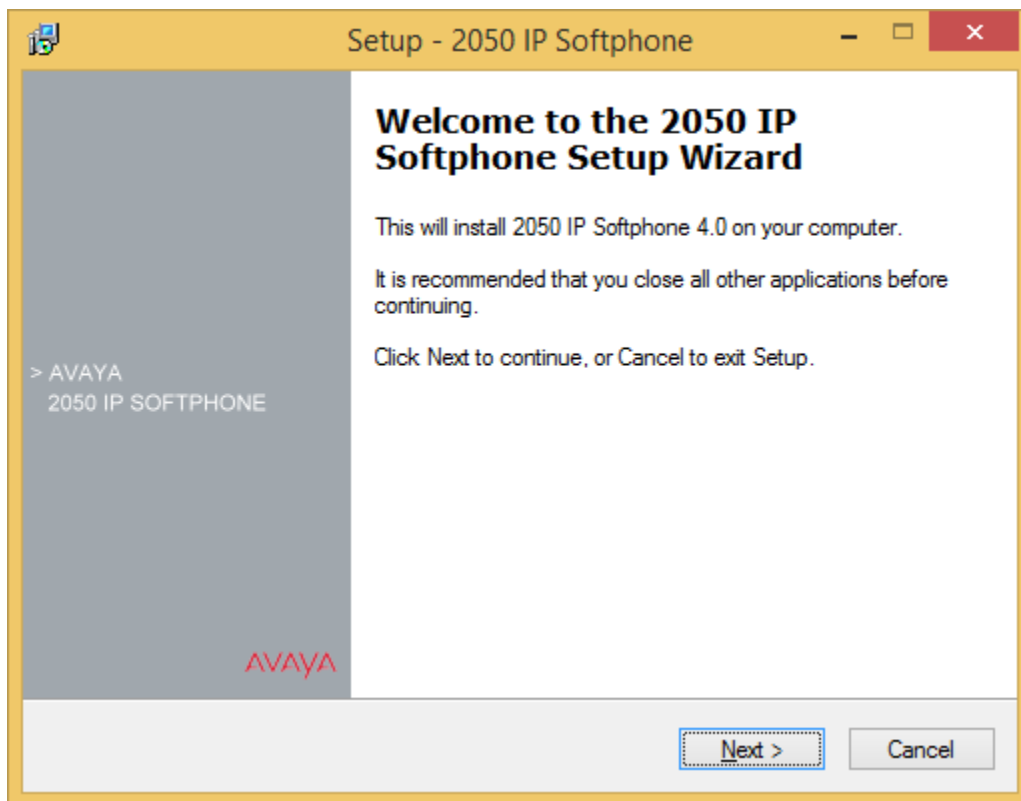 Setup - 2050 IP Softphone
Welcome to the 2050 IP
Softphone Setup Wizard
This will install 2050 IP Softphone 4.0 on your computer.
It is recommended that you close all other applications before
continuing.
Click Next to continue, or Cancel to exit Setup.
> AVAYA
2050 IP SOFTPHONE
AVAYA
Next >
Cancel